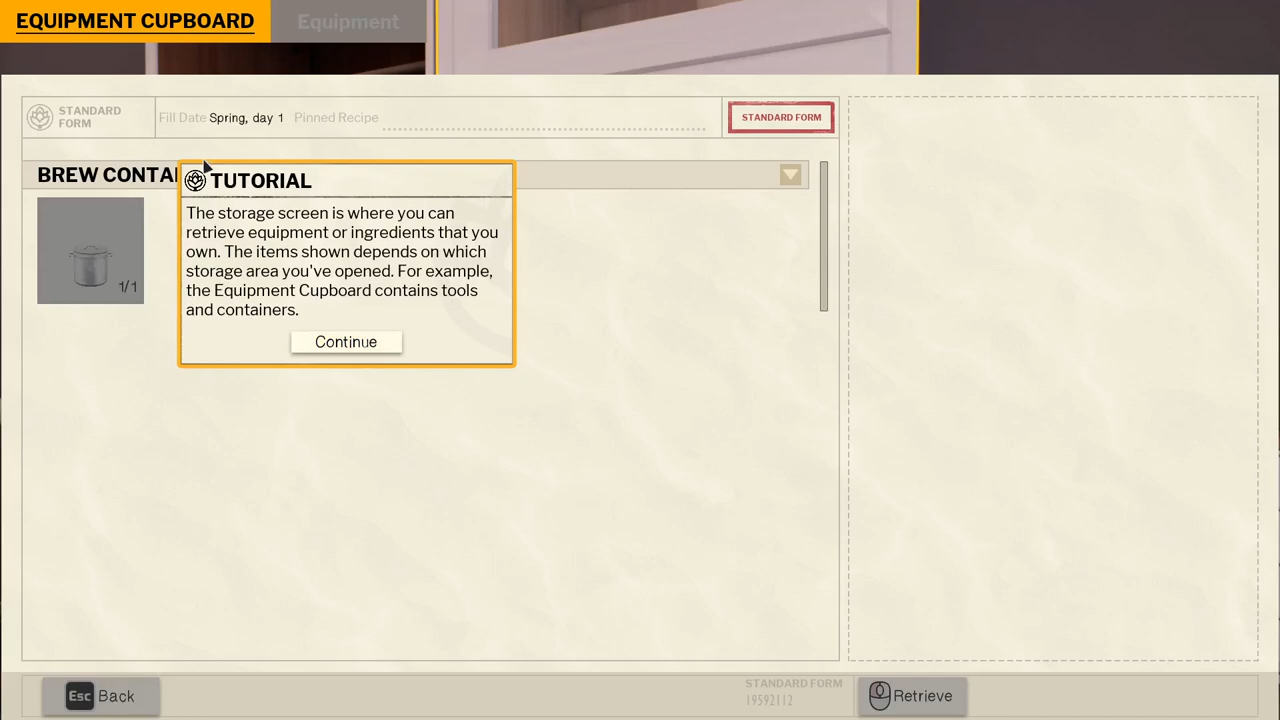 EQUIPMENT CUPBOARD
Equipment
STANDARD FORM
Fill Date Spring, day 1 Pinned Recipe
STANDARD FORM
BREW CONTAI
TUTORIAL
The storage screen is where you can
retrieve equipment or ingredients that you
own. The items shown depends on which
storage area you've opened. For example,
the Equipment Cupboard contains tools
and containers.
Continue
1/1
Esc Back
STANDARD FORM
19592112
Retrieve